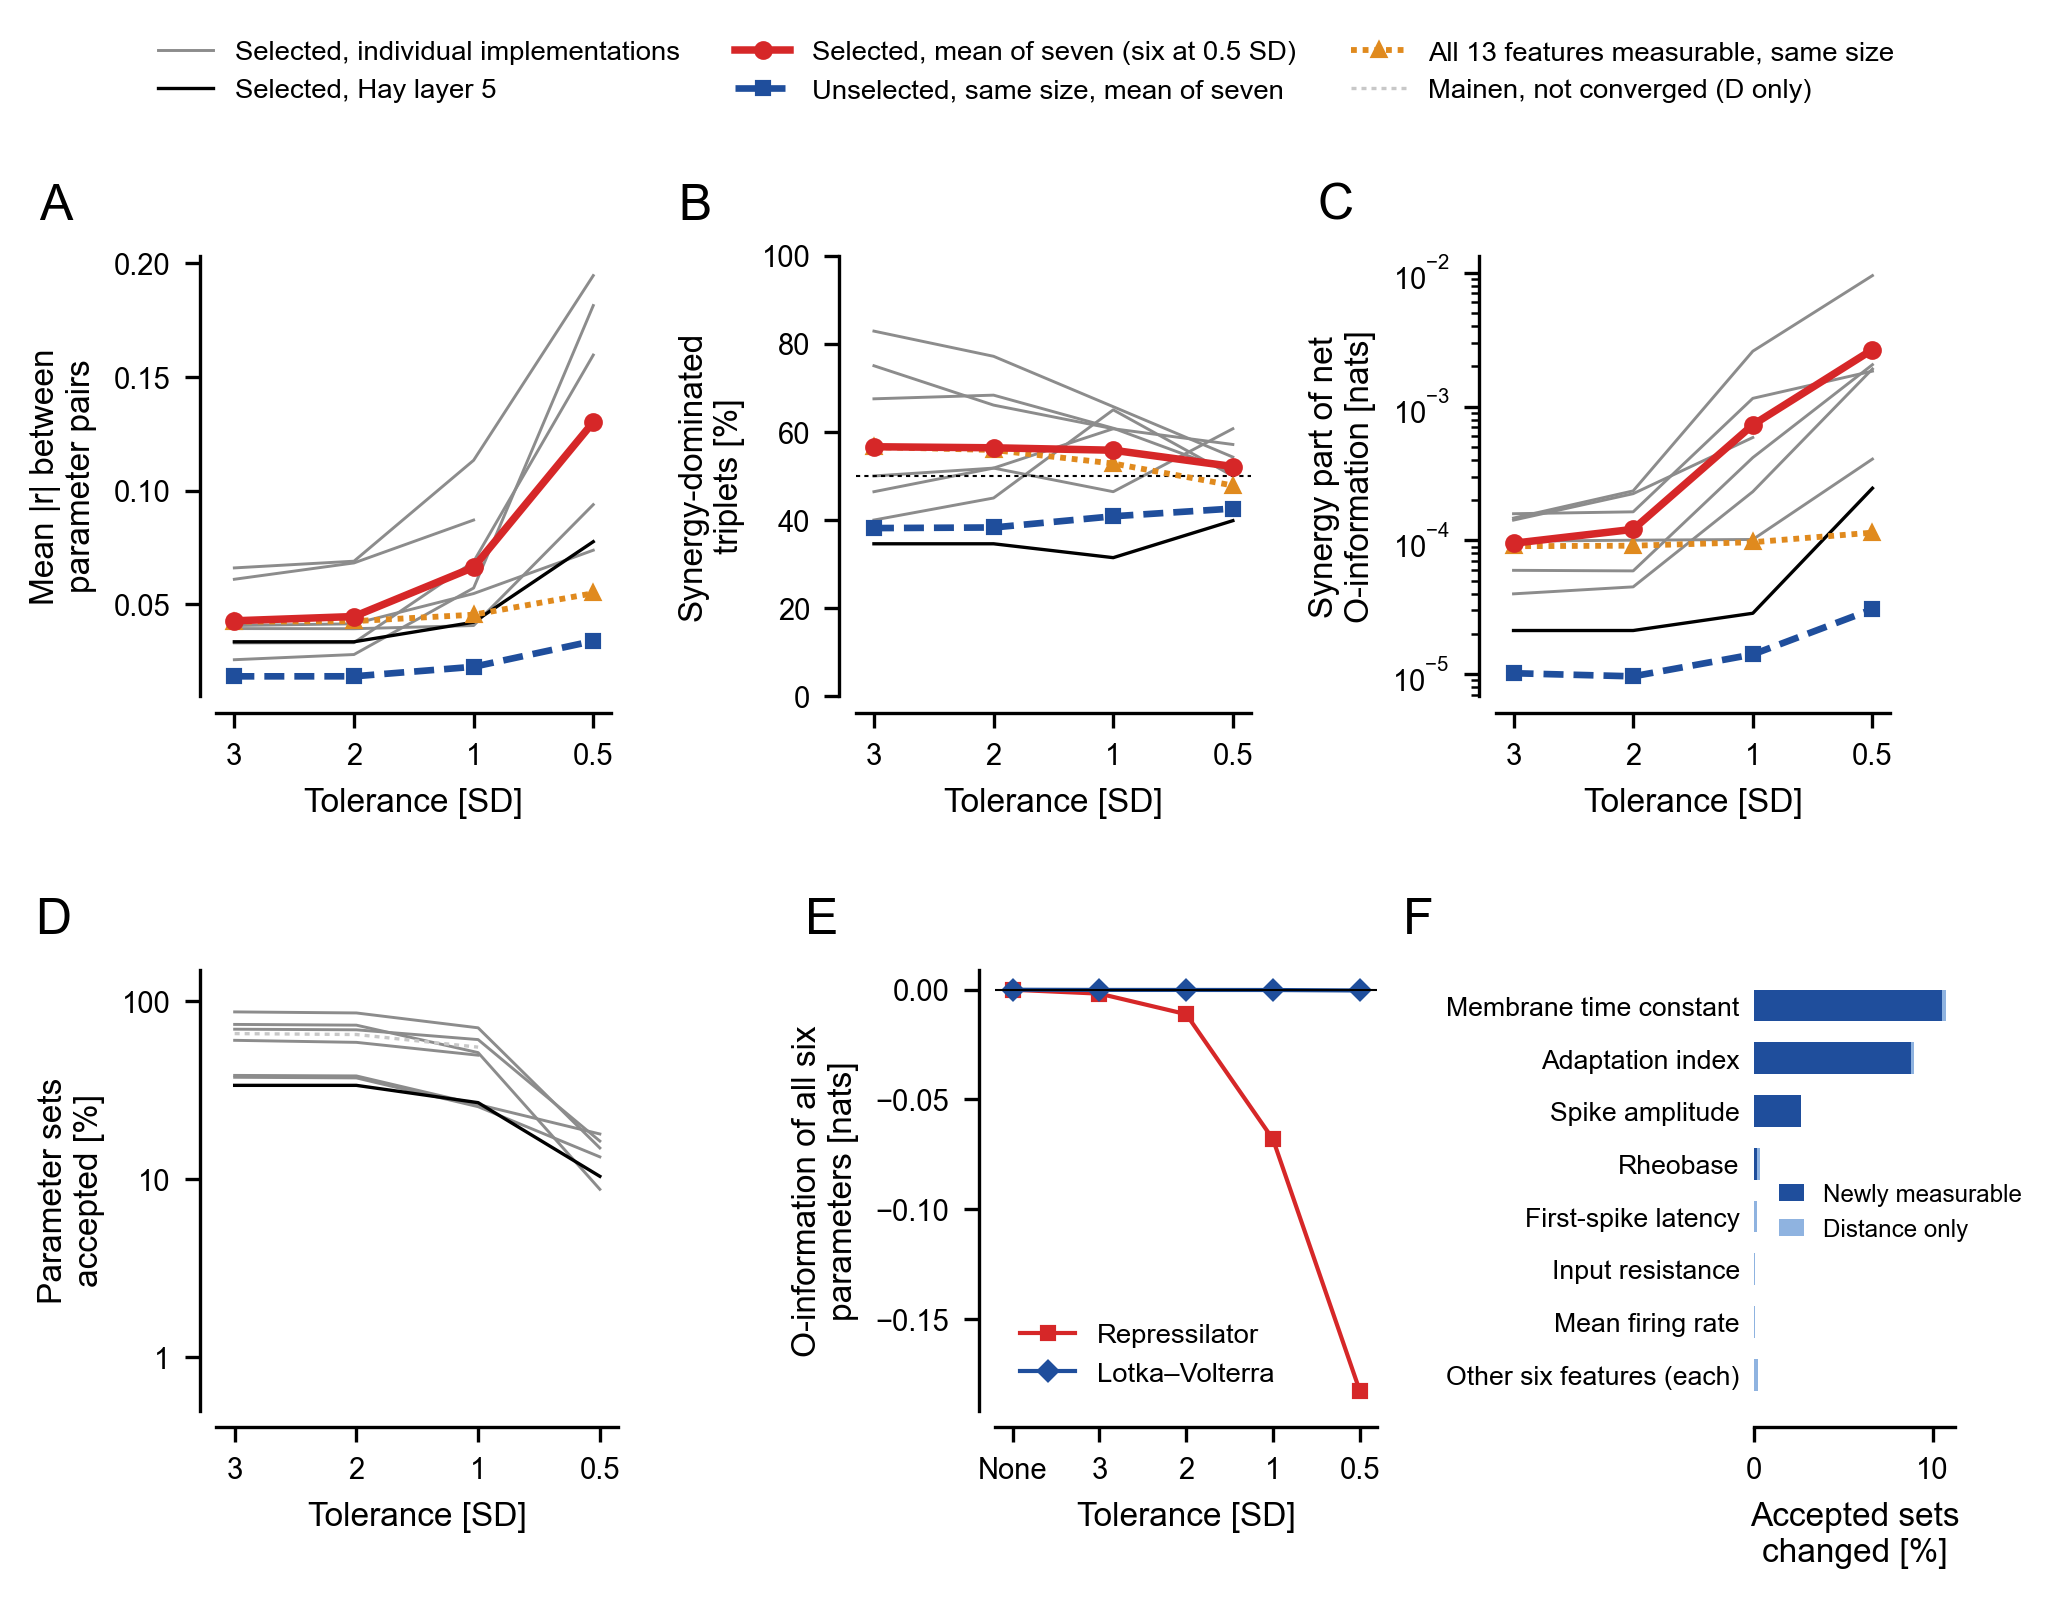 Selected, individual implementations
Selected, Hay layer 5
Selected, mean of seven (six at 0.5 SD)
Unselected, same size, mean of seven
All 13 features measurable, same size
Mainen, not converged (D only)
A
Mean |r| between
parameter pairs
0.20
0.15
0.10
0.05
3 2 1 0.5
Tolerance [SD]
B
Synergy-dominated
triplets [%]
100
80
60
40
20
0
3 2 1 0.5
Tolerance [SD]
C
Synergy part of net
O-information [nats]
10⁻²
10⁻³
10⁻⁴
10⁻⁵
3 2 1 0.5
Tolerance [SD]
D
Parameter sets
accepted [%]
100
10
1
3 2 1 0.5
Tolerance [SD]
E
O-information of all six
parameters [nats]
0.00
−0.05
−0.10
−0.15
Repressilator
Lotka–Volterra
None 3 2 1 0.5
Tolerance [SD]
F
Membrane time constant
Adaptation index
Spike amplitude
Rheobase
First-spike latency
Input resistance
Mean firing rate
Other six features (each)
Newly measurable
Distance only
0 10
Accepted sets
changed [%]